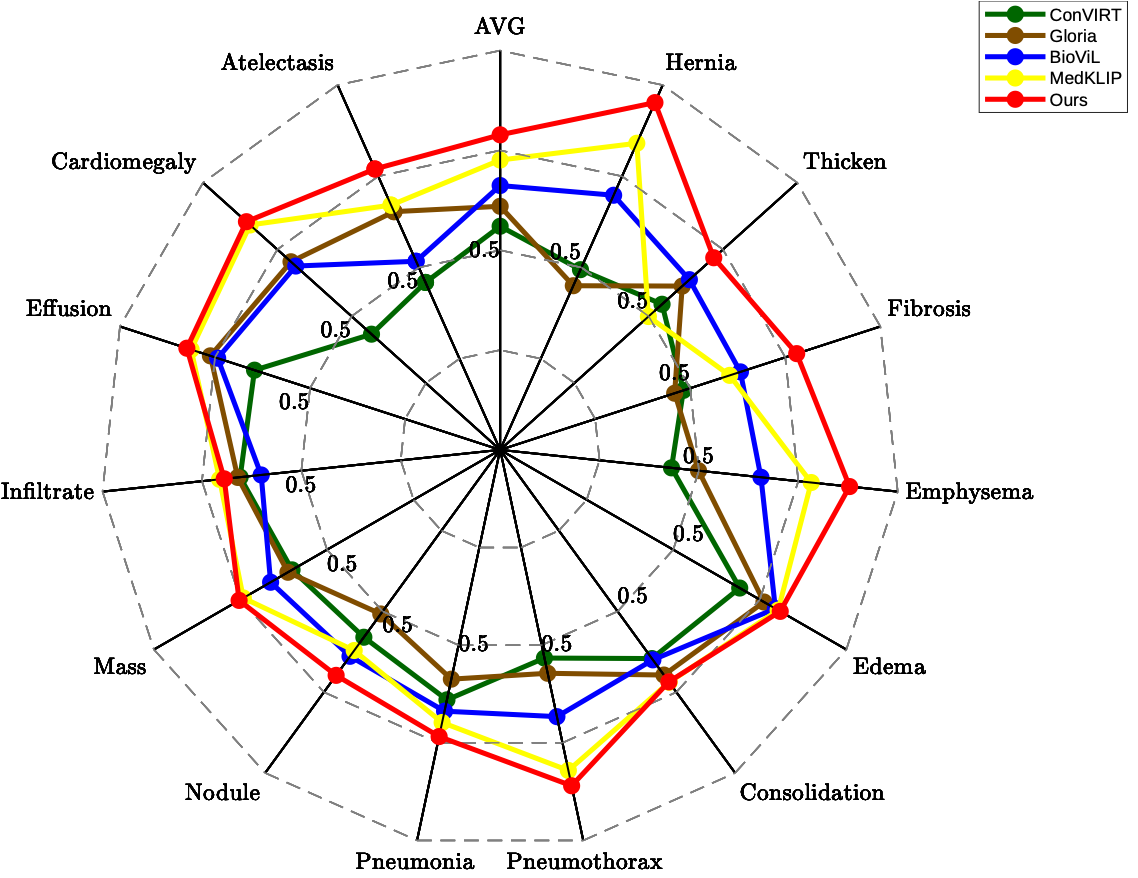 ConVIRT
Gloria
BioViL
MedKLIP
Ours
AVG
Atelectasis
Hernia
Cardiomegaly
Thicken
0.5
0.5
0.5
0.5
0.5
Effusion
Fibrosis
0.5
0.5
0.5
Infiltrate
0.5
Emphysema
0.5
0.5
0.5
0.5
0.5
0.5
Mass
Edema
Nodule
Consolidation
Pneumonia
Pneumothorax